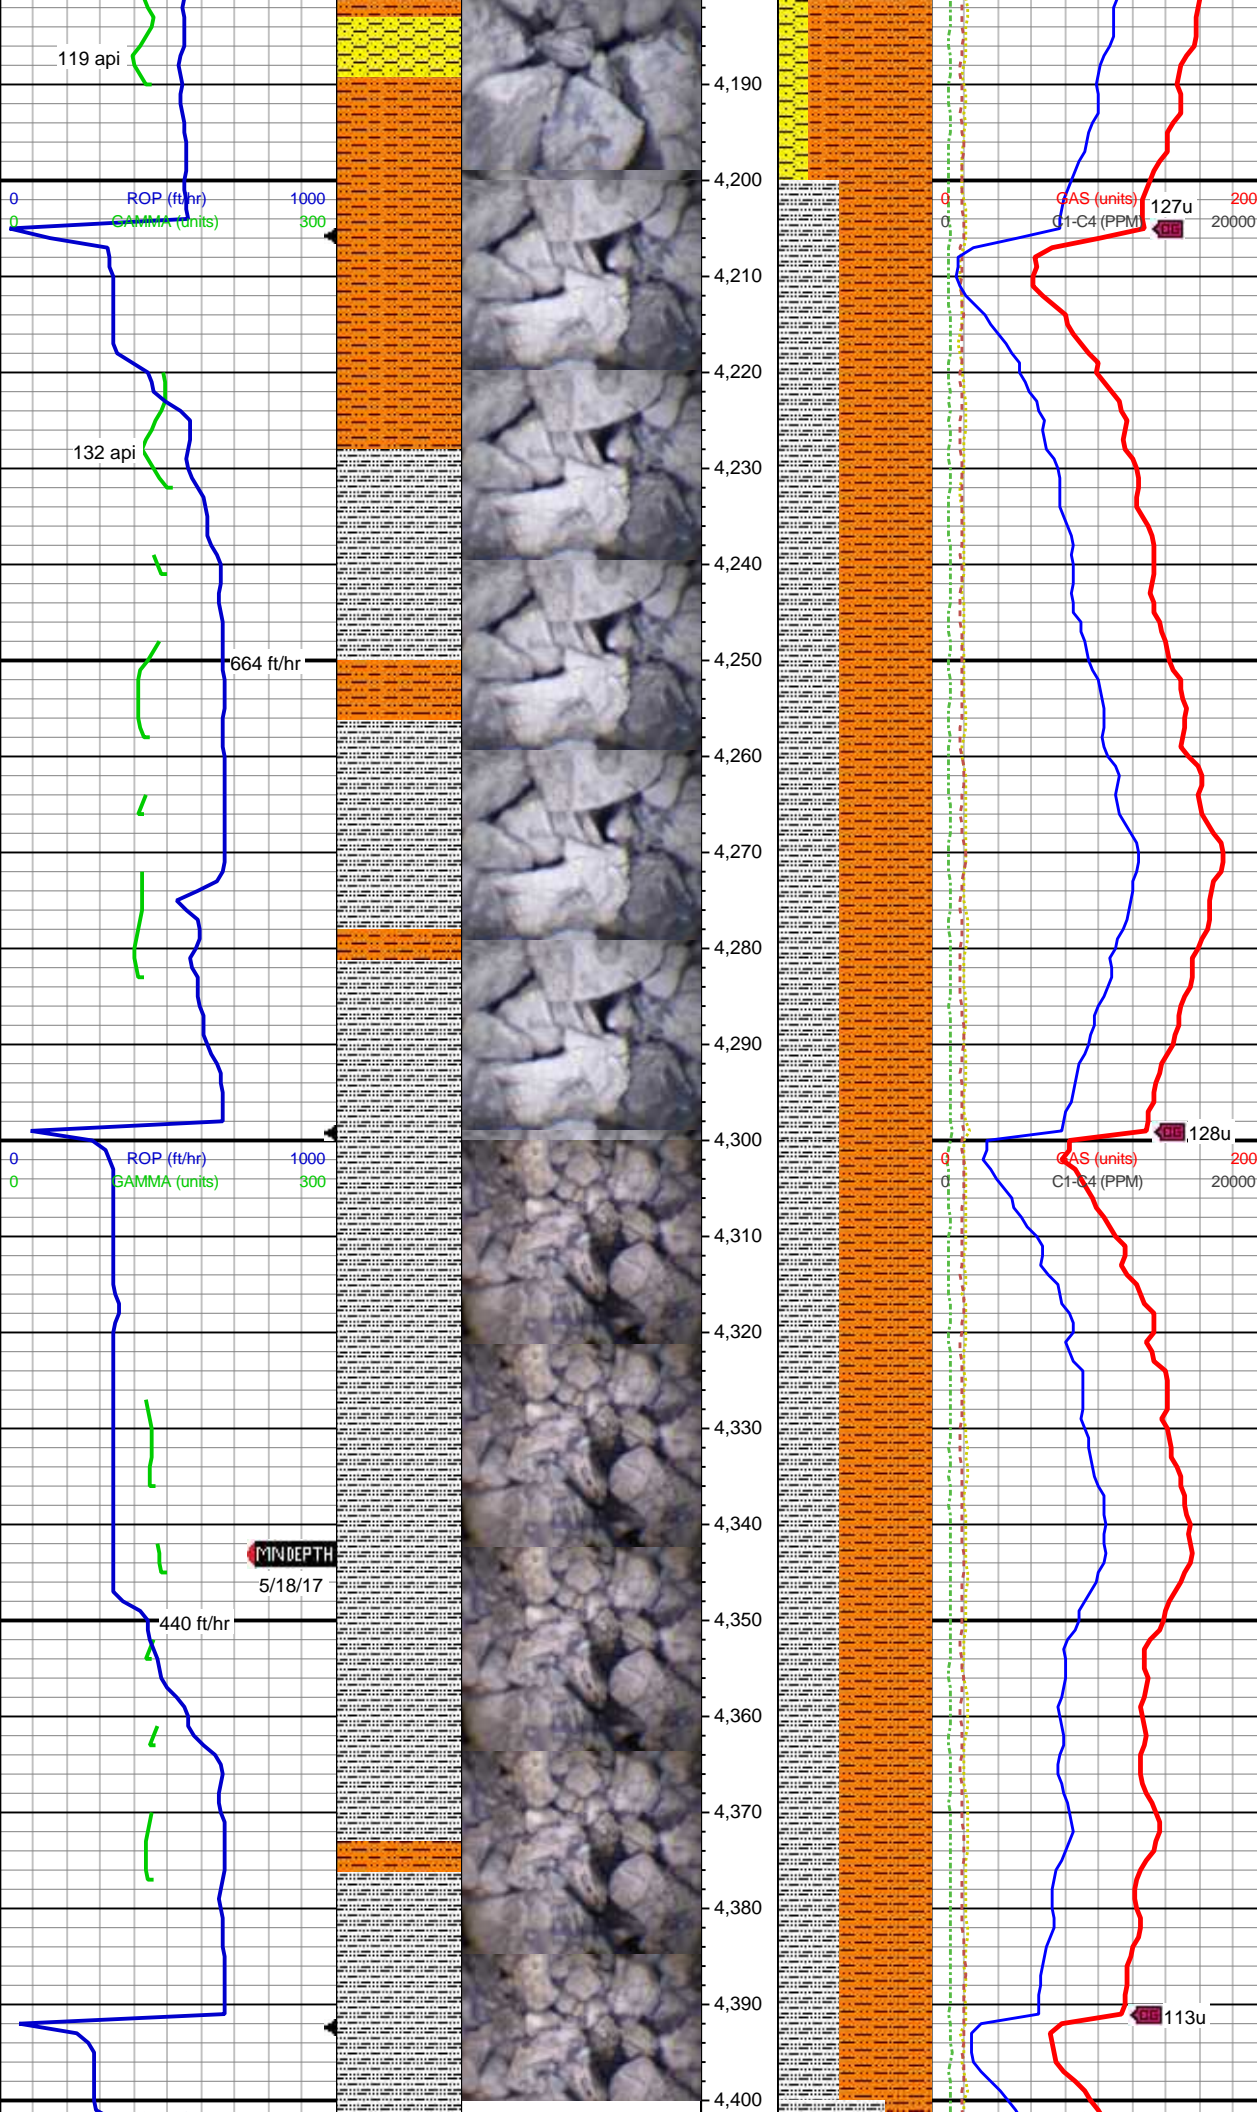 119 api
4,190
4,200
0 ROP (ft/hr) 1000
0 GAMMA (units) 300
0 GAS (units) 200
127u
0 C1-C4 (PPM) 20000
CG
4,210
4,220
132 api
4,230
4,240
4,250
664 ft/hr
4,260
4,270
4,280
4,290
4,300
CG 128u
0 ROP (ft/hr) 1000
0 GAMMA (units) 300
0 GAS (units) 200
0 C1-C4 (PPM) 20000
4,310
4,320
4,330
4,340
MNDEPTH
5/18/17
4,350
440 ft/hr
4,360
4,370
4,380
4,390
CG 113u
4,400